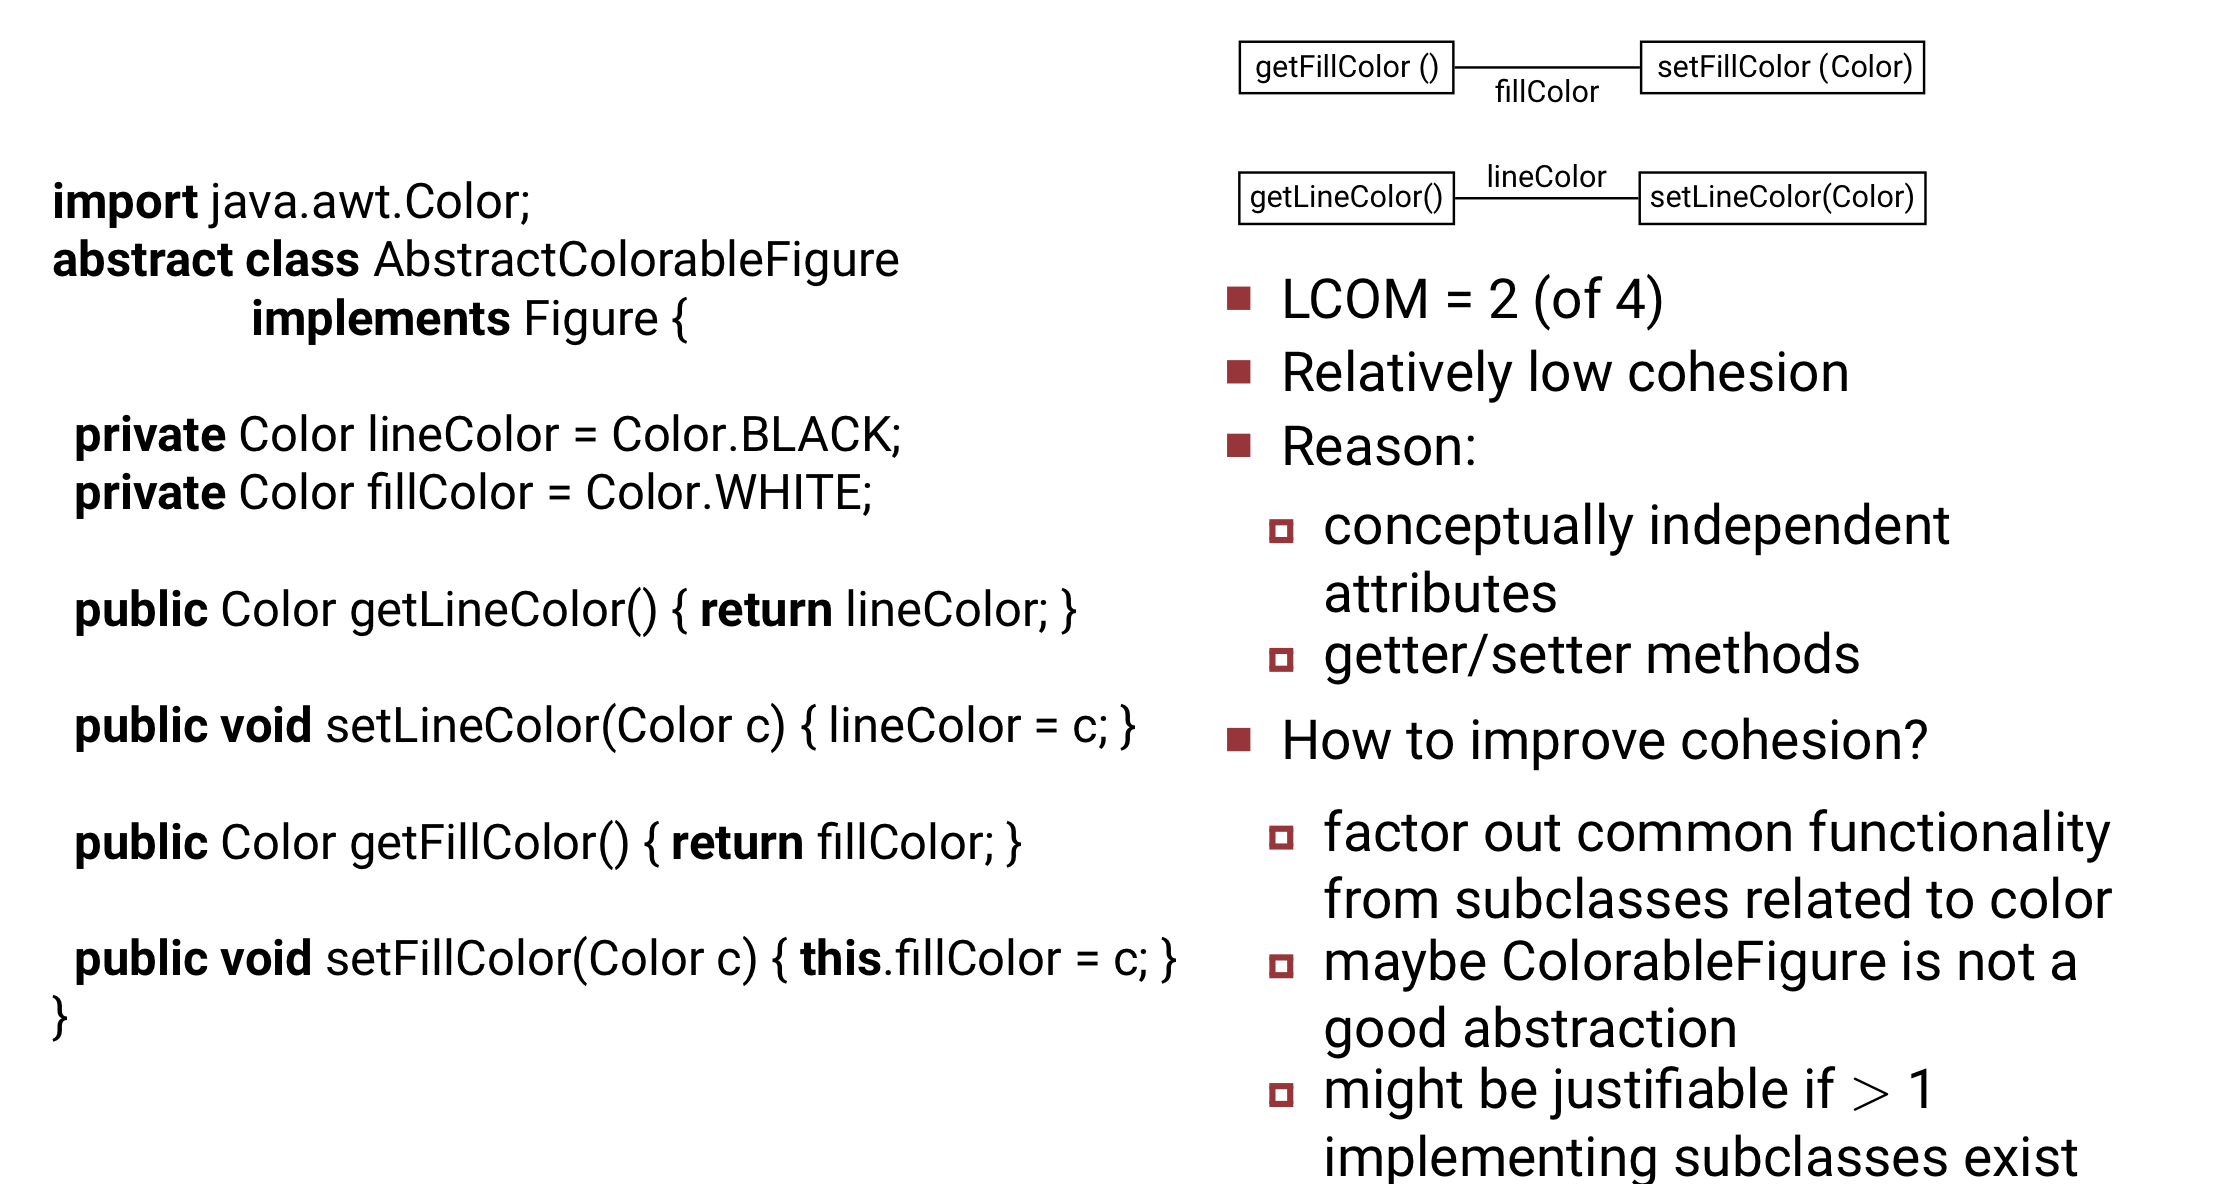 import java.awt.Color;
abstract class AbstractColorableFigure
implements Figure {
private Color lineColor = Color.BLACK;
private Color fillColor = Color.WHITE;
public Color getLineColor() { return lineColor; }
public void setLineColor(Color c) { lineColor = c; }
public Color getFillColor() { return fillColor; }
public void setFillColor(Color c) { this.fillColor = c; }
}
getFillColor () fillColor setFillColor (Color)
getLineColor() lineColor setLineColor(Color)
LCOM = 2 (of 4)
Relatively low cohesion
Reason:
conceptually independent
attributes
getter/setter methods
How to improve cohesion?
factor out common functionality
from subclasses related to color
maybe ColorableFigure is not a
good abstraction
might be justifiable if > 1
implementing subclasses exist